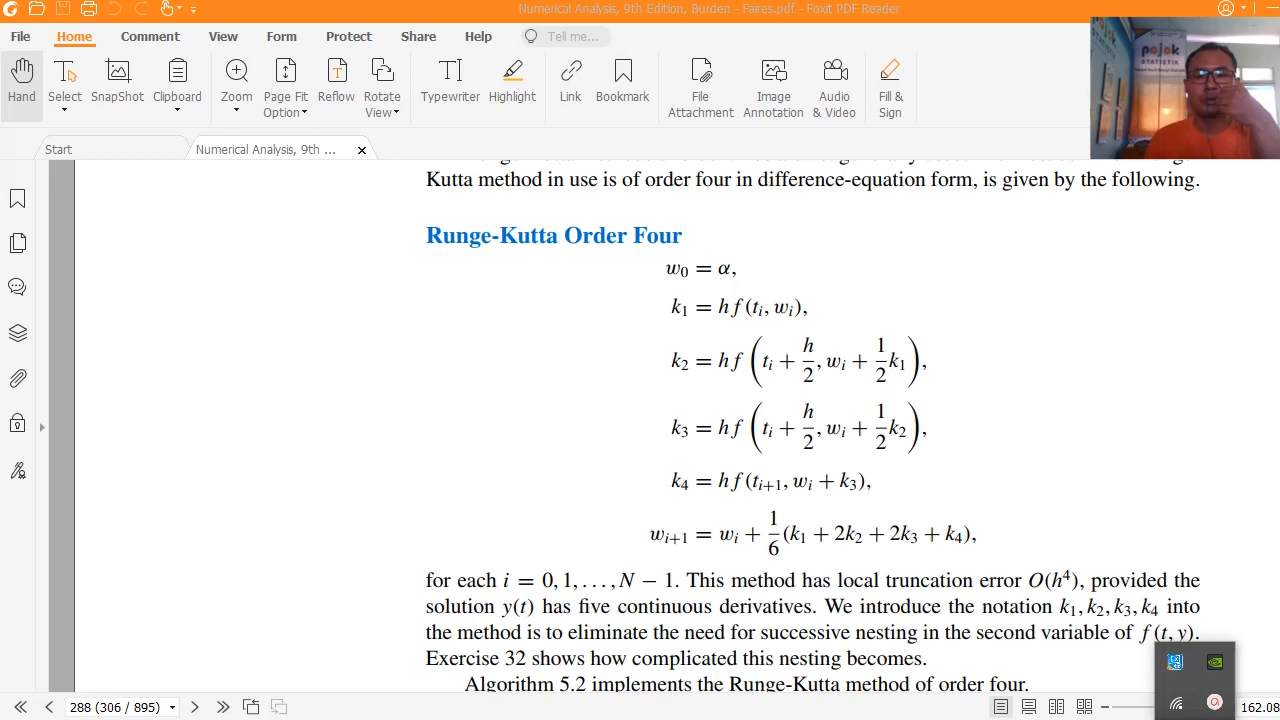 Numerical Analysis, 9th Edition, Burden - Faires.pdf - Foxit PDF Reader
File Home Comment View Form Protect Share Help Tell me...
Hand Select SnapShot Clipboard Zoom Page Fit Option Reflow Rotate View Typewriter Highlight Link Bookmark File Attachment Image Annotation Audio & Video Fill & Sign
pojok
STATISTIK
Start Numerical Analysis, 9th ...
Kutta method in use is of order four in difference-equation form, is given by the following.
Runge-Kutta Order Four
w₀ = α,
k₁ = hf(tᵢ, wᵢ),
k₂ = hf(tᵢ + h/2, wᵢ + 1/2 k₁),
k₃ = hf(tᵢ + h/2, wᵢ + 1/2 k₂),
k₄ = hf(tᵢ₊₁, wᵢ + k₃),
wᵢ₊₁ = wᵢ + 1/6 (k₁ + 2k₂ + 2k₃ + k₄),
for each i = 0, 1, . . . , N − 1. This method has local truncation error O(h⁴), provided the
solution y(t) has five continuous derivatives. We introduce the notation k₁, k₂, k₃, k₄ into
the method is to eliminate the need for successive nesting in the second variable of f(t, y).
Exercise 32 shows how complicated this nesting becomes.
Algorithm 5.2 implements the Runge-Kutta method of order four.
288 (306 / 895) 162.08